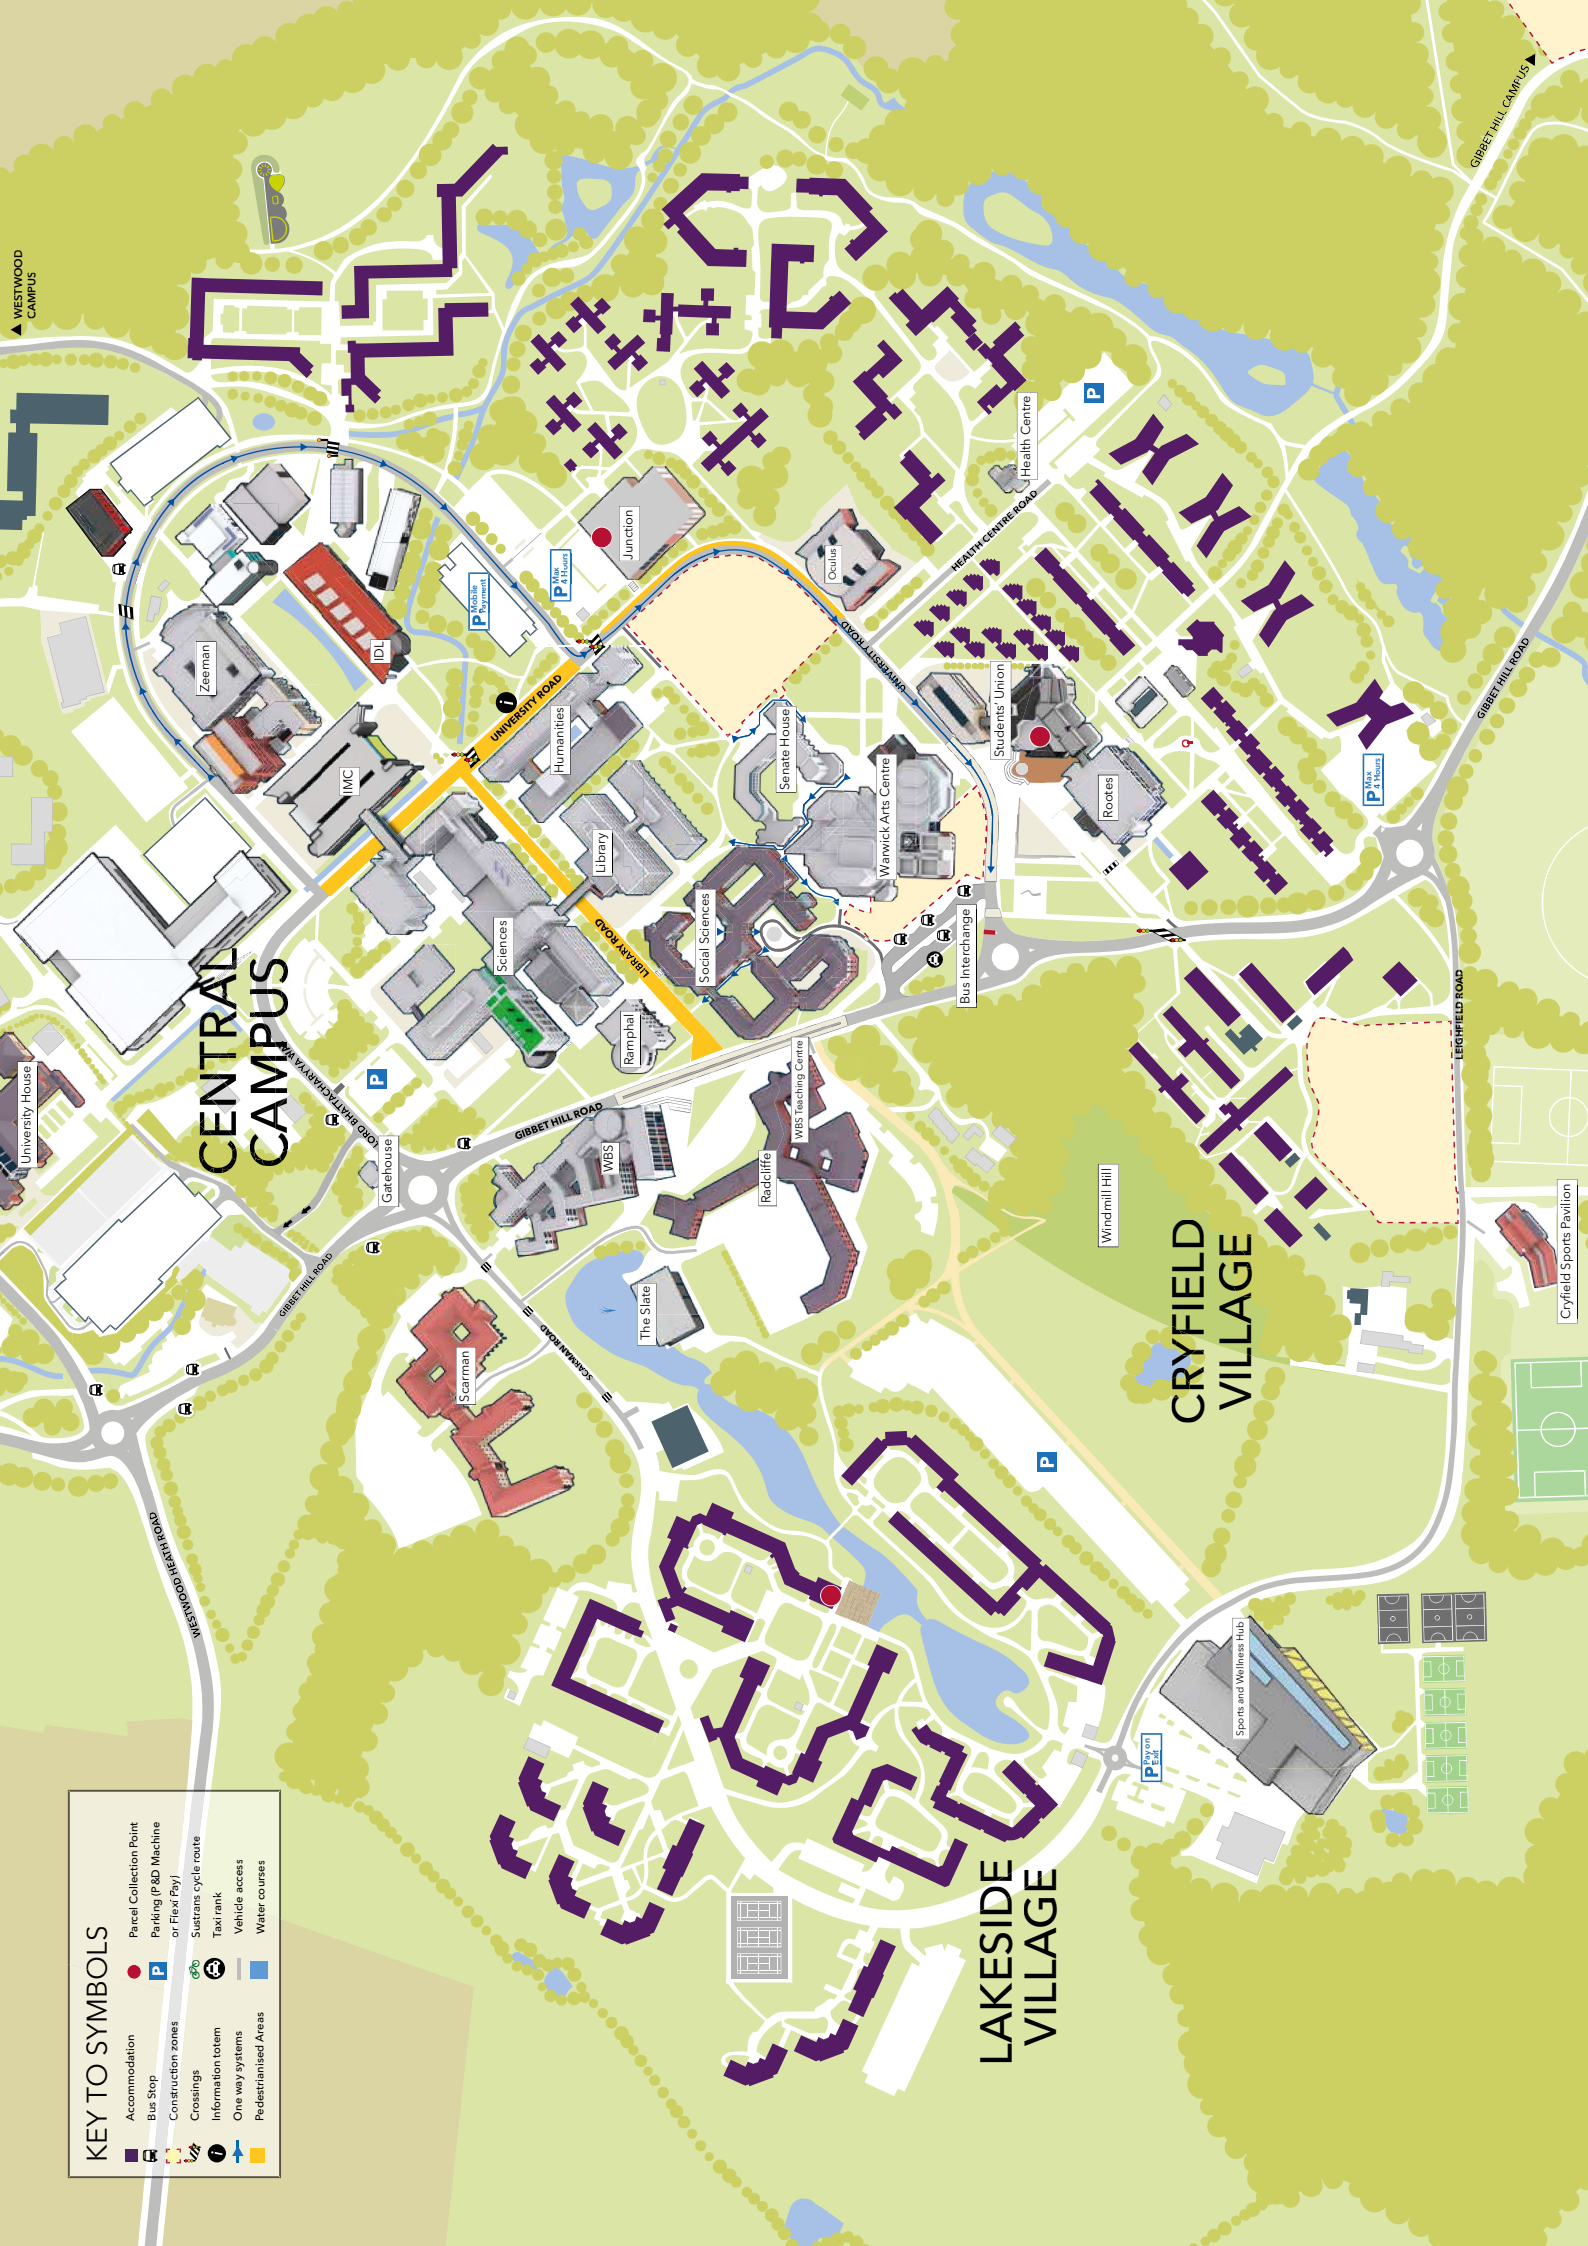 KEY TO SYMBOLS
Accommodation
Bus Stop
Construction zones
Crossings
Information totem
One way systems
Pedestrianised Areas
Parcel Collection Point
Parking (P&D Machine
or Flexi Pay)
Sustrans cycle route
Taxi rank
Vehicle access
Water courses
P
i
WESTWOOD HEATH ROAD
LAKESIDE
VILLAGE
CRYFIELD
VILLAGE
CENTRAL
CAMPUS
WESTWOOD
CAMPUS
GIBBET HILL CAMPUS
University House
Gatehouse
GIBBET HILL ROAD
LORD BHATTACHARYYA WAY
P
GIBBET HILL ROAD
SCARMAN ROAD
Scarman
The Slate
WBS
Radcliffe
WBS Teaching Centre
Ramphal
Sciences
LIBRARY ROAD
Library
Social Sciences
IMC
Zeeman
IDL
UNIVERSITY ROAD
i
Humanities
P Mobile
Payment
P Max
4 Hours
Junction
Senate House
Warwick Arts Centre
Oculus
UNIVERSITY ROAD
HEALTH CENTRE ROAD
Health Centre
P
Students' Union
Rootes
Bus Interchange
P Max
4 Hours
GIBBET HILL ROAD
LEIGHFIELD ROAD
Windmill Hill
Cryfield Sports Pavilion
P
P Pay on
Exit
Sports and Wellness Hub